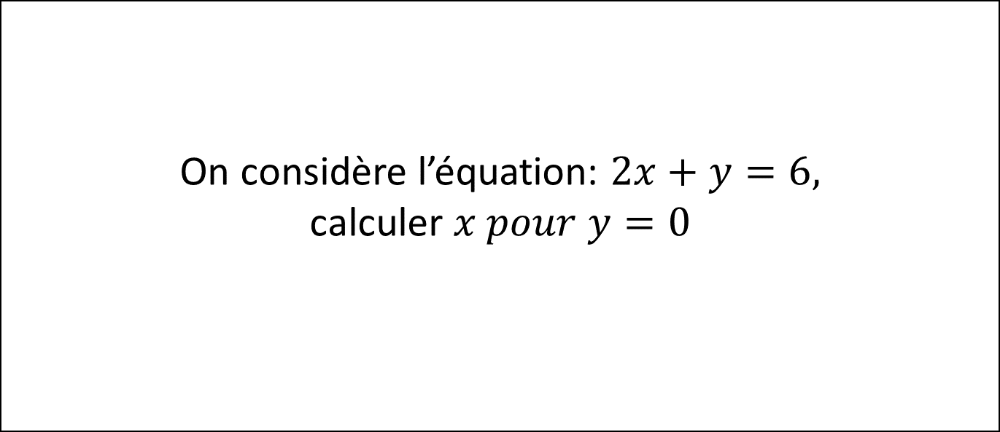 On considère l’équation: 2x + y = 6,
calculer x pour y = 0